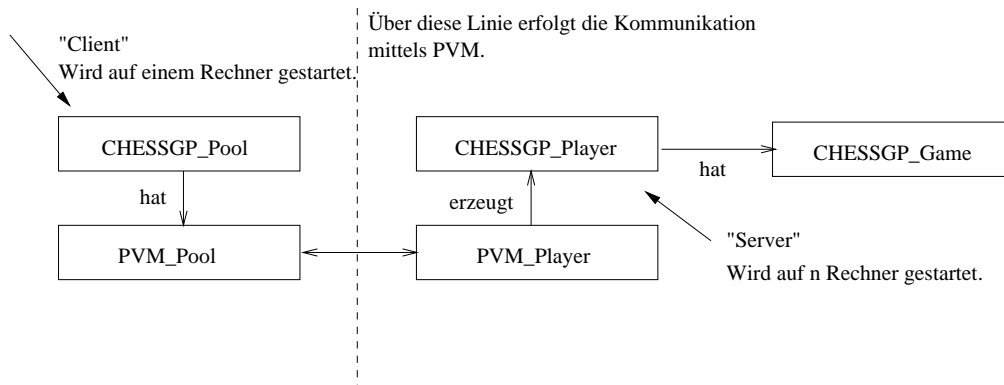 Über diese Linie erfolgt die Kommunikation
mittels PVM.
"Client"
Wird auf einem Rechner gestartet.
CHESSGP_Pool
CHESSGP_Player
CHESSGP_Game
hat
erzeugt
hat
PVM_Pool
PVM_Player
"Server"
Wird auf n Rechner gestartet.